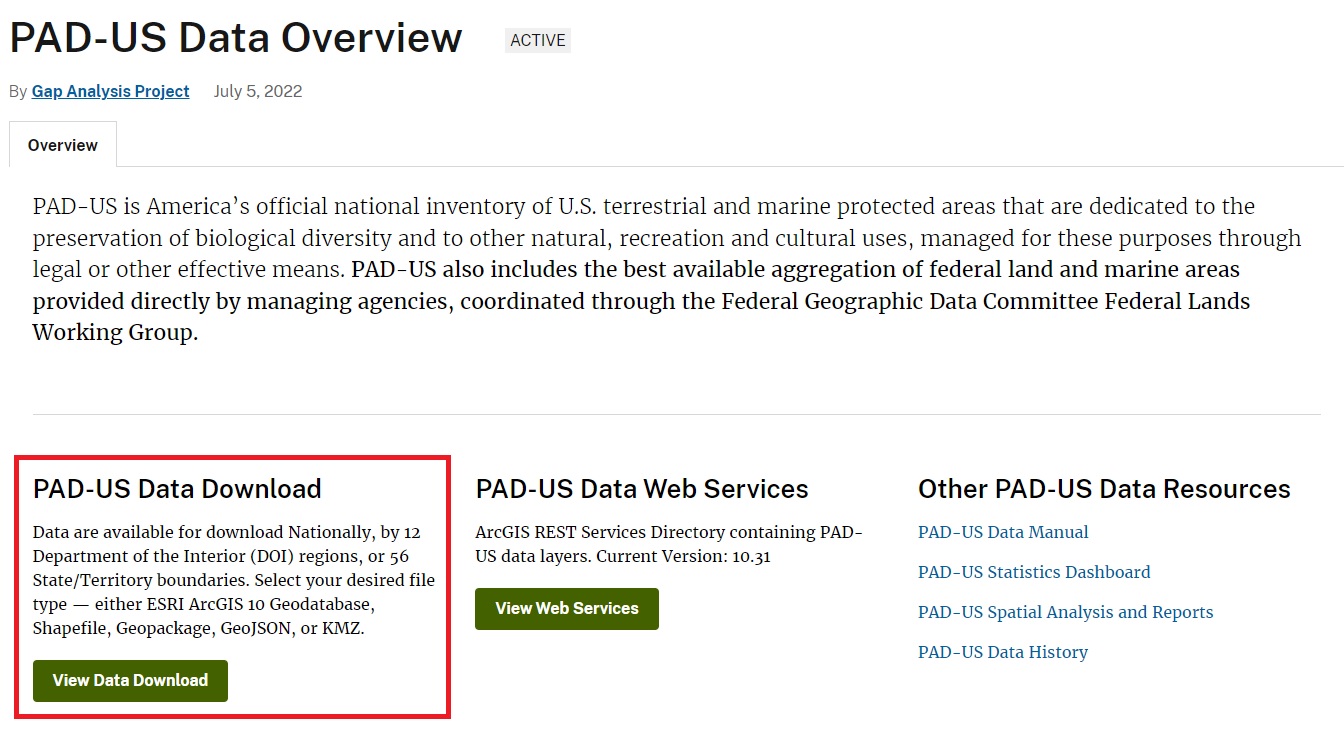 PAD-US Data Overview
ACTIVE
By Gap Analysis Project July 5, 2022
Overview
PAD-US is America's official national inventory of U.S. terrestrial and marine protected areas that are dedicated to the
preservation of biological diversity and to other natural, recreation and cultural uses, managed for these purposes through
legal or other effective means. PAD-US also includes the best available aggregation of federal land and marine areas
provided directly by managing agencies, coordinated through the Federal Geographic Data Committee Federal Lands
Working Group.
PAD-US Data Download
Data are available for download Nationally, by 12
Department of the Interior (DOI) regions, or 56
State/Territory boundaries. Select your desired file
type — either ESRI ArcGIS 10 Geodatabase,
Shapefile, Geopackage, GeoJSON, or KMZ.
View Data Download
PAD-US Data Web Services
ArcGIS REST Services Directory containing PAD-
US data layers. Current Version: 10.31
View Web Services
Other PAD-US Data Resources
PAD-US Data Manual
PAD-US Statistics Dashboard
PAD-US Spatial Analysis and Reports
PAD-US Data History